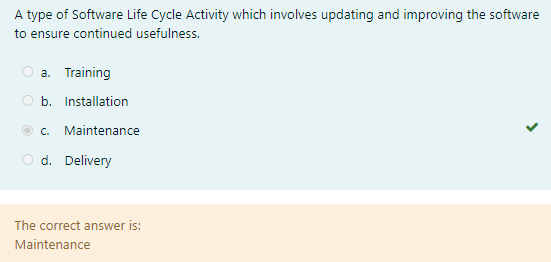 A type of Software Life Cycle Activity which involves updating and improving the software
to ensure continued usefulness.
a. Training
b. Installation
c. Maintenance
d. Delivery
The correct answer is:
Maintenance